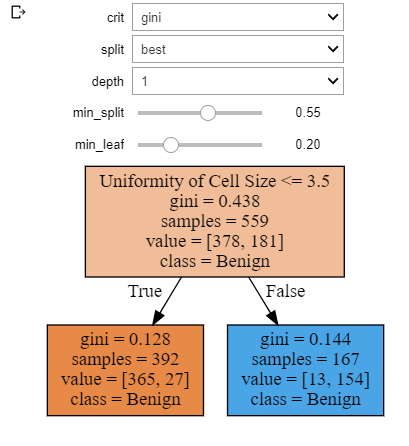 crit gini
split best
depth 1
min_split 0.55
min_leaf 0.20
Uniformity of Cell Size <= 3.5
gini = 0.438
samples = 559
value = [378, 181]
class = Benign
True False
gini = 0.128
samples = 392
value = [365, 27]
class = Benign
gini = 0.144
samples = 167
value = [13, 154]
class = Benign